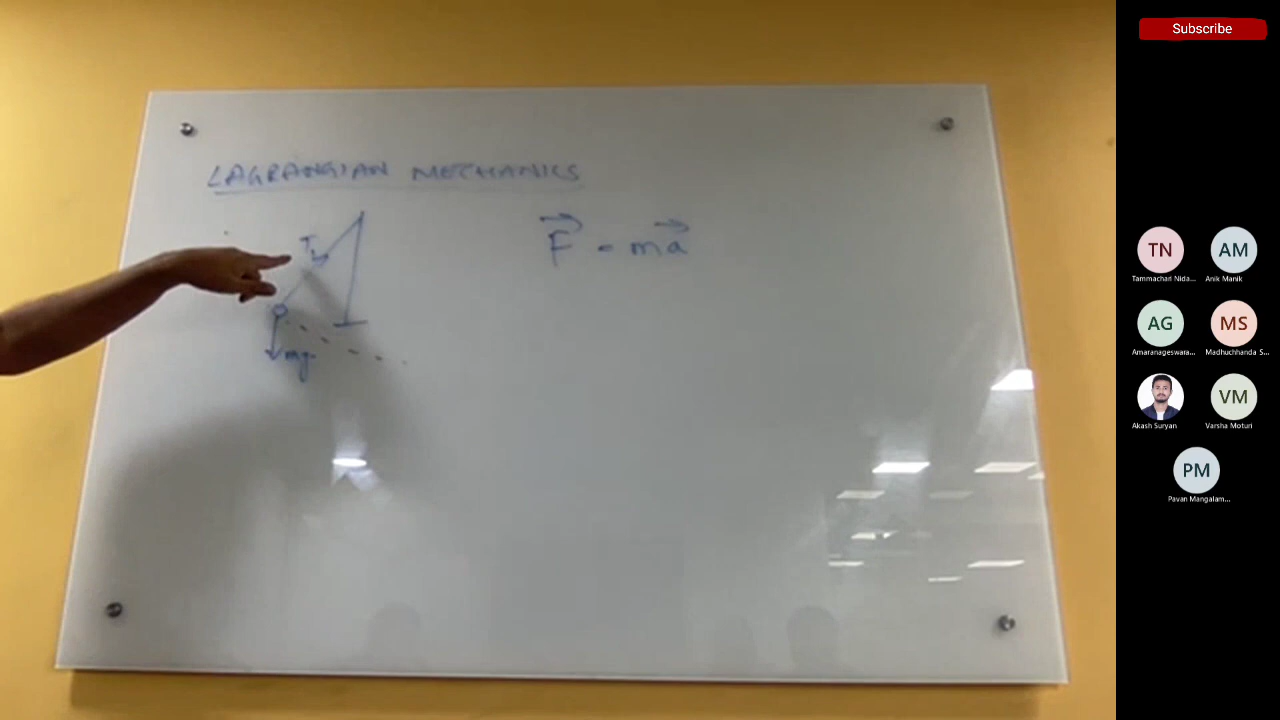 Subscribe
LAGRANGIAN MECHANICS
T
F = ma
mg
TN
AM
Tammachari Nida...
Anik Manik
AG
MS
Amaranageswara...
Madhuchhanda S...
VM
Akash Suryan
Varsha Moturi
PM
Pavan Mangalam...